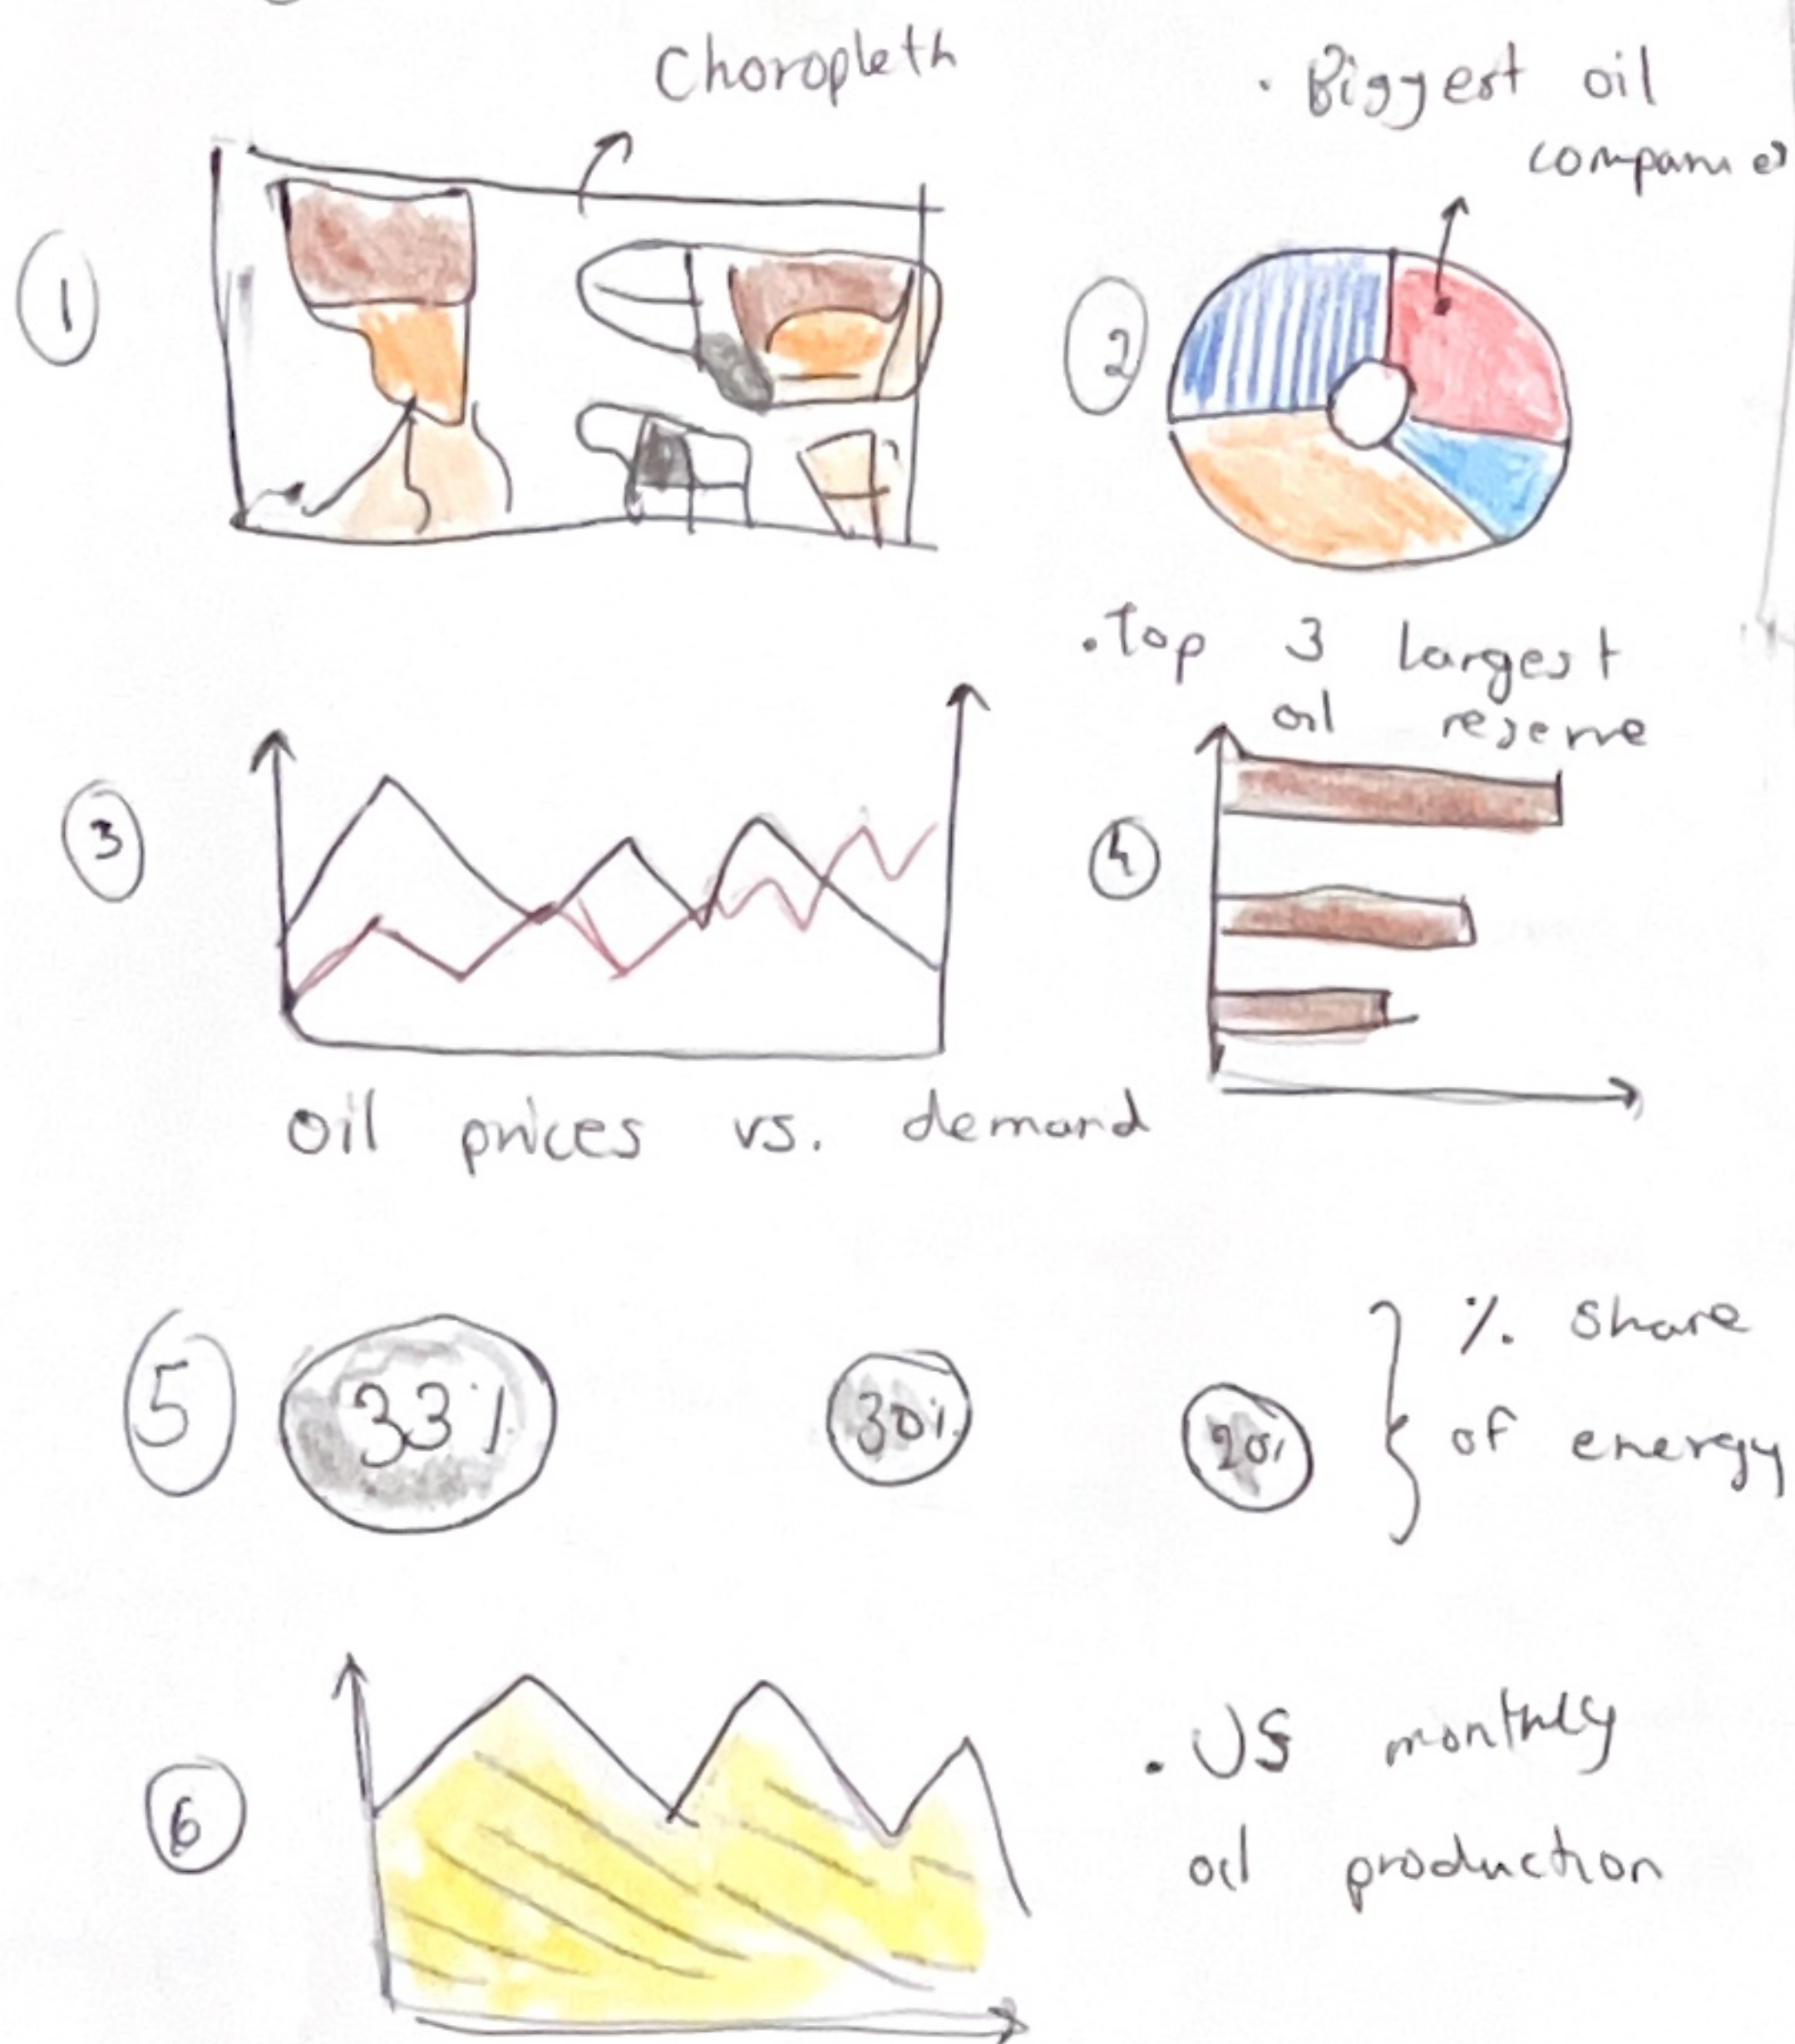 Choropleth
• Biggest oil
companies
1
2
• Top 3 largest
oil reserve
3
4
Oil prices vs. demand
5
33%
30%
20%
% share
of energy
6
• US monthly
oil production